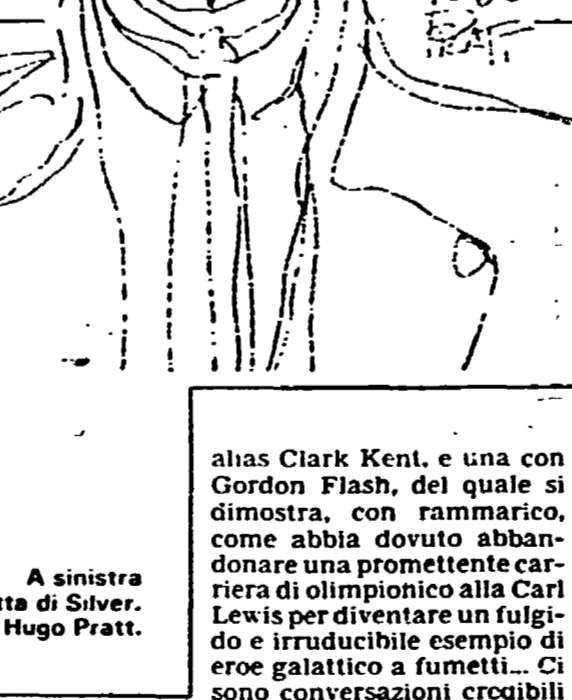 A sinistra
tta di Silver.
Hugo Pratt.
alias Clark Kent, e una con
Gordon Flash, del quale si
dimostra, con rammarico,
come abbia dovuto abban-
donare una promettente car-
riera di olimpionico alla Carl
Lewis per diventare un fulgi-
do e irruducibile esempio di
eroe galattico a fumetti... Ci
sono conversazioni credibili